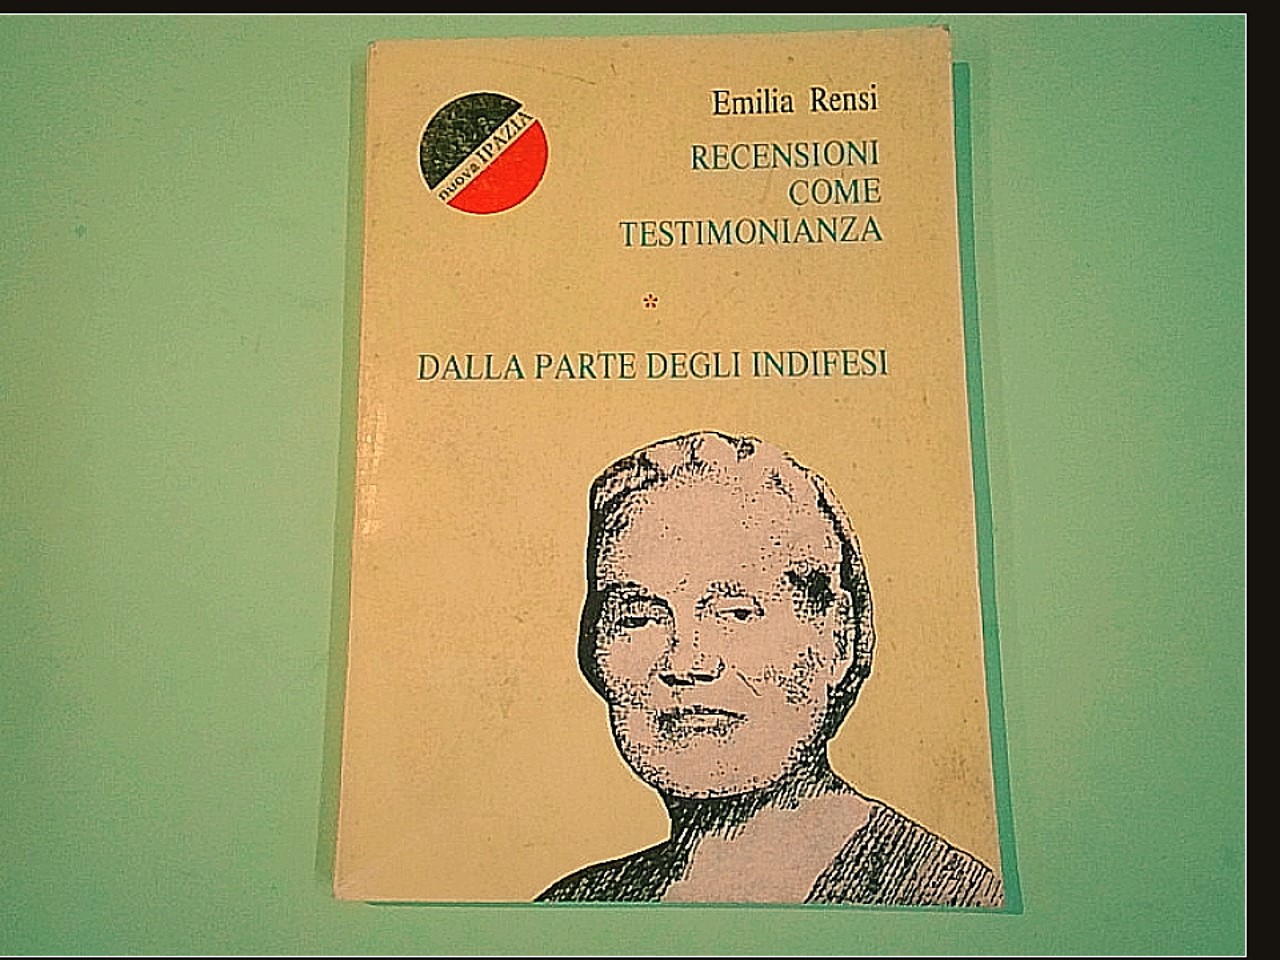 nuova IPAZIA
Emilia Rensi
RECENSIONI
COME
TESTIMONIANZA
*
DALLA PARTE DEGLI INDIFESI